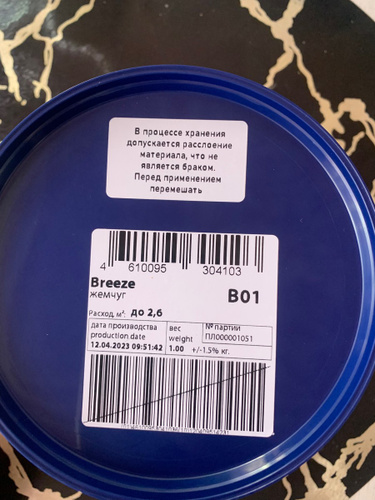 В процессе хранения
допускается расслоение
материала, что не
является браком.
Перед применением
перемешать
4 610095 304103
Breeze
жемчуг
B01
Расход, м²: до 2,6
дата производства
production date
12.04.2023 09:51:42
вес
weight
1.00 +/-1.5% кг.
№ партии
ПЛ000001051